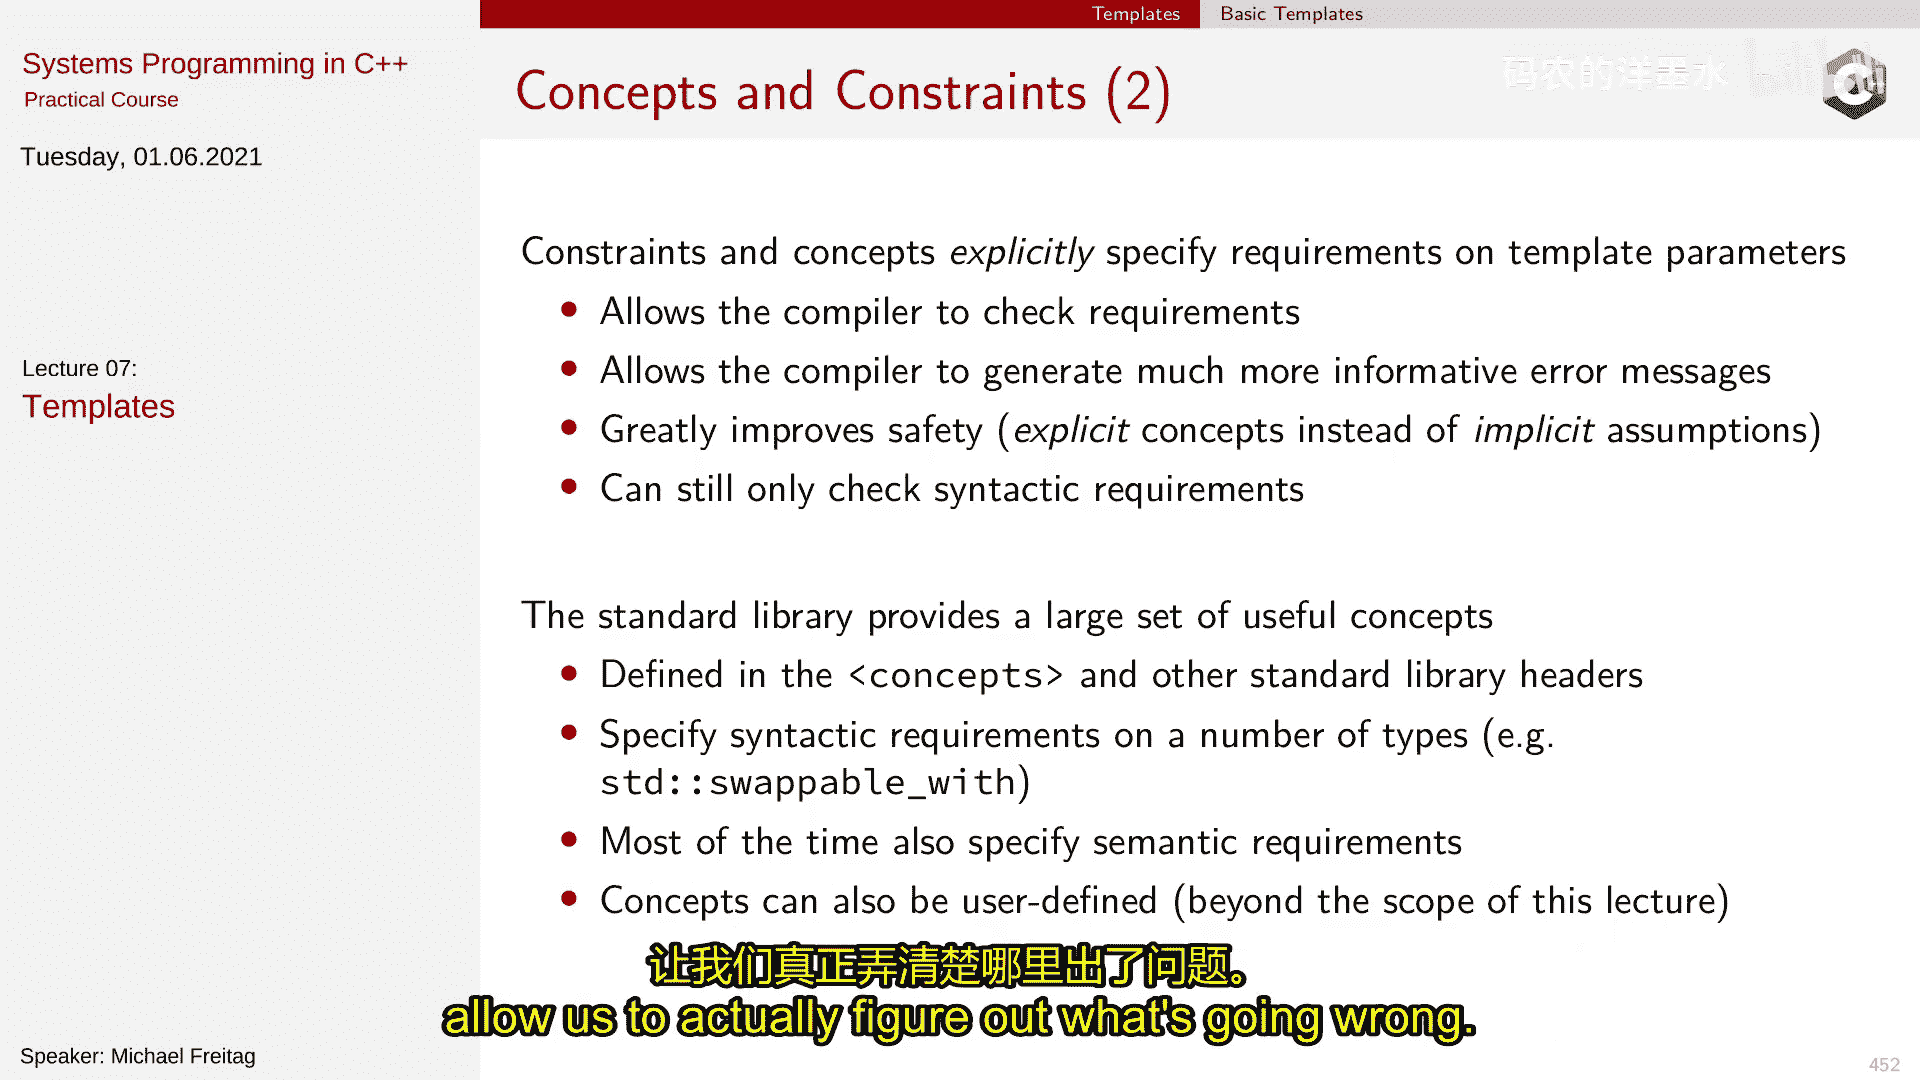 Templates
Basic Templates
Systems Programming in C++
Practical Course
Tuesday, 01.06.2021
Lecture 07:
Templates
Concepts and Constraints (2)
码农的洋墨水
Constraints and concepts explicitly specify requirements on template parameters
Allows the compiler to check requirements
Allows the compiler to generate much more informative error messages
Greatly improves safety (explicit concepts instead of implicit assumptions)
Can still only check syntactic requirements
The standard library provides a large set of useful concepts
Defined in the <concepts> and other standard library headers
Specify syntactic requirements on a number of types (e.g.
std::swappable_with)
Most of the time also specify semantic requirements
Concepts can also be user-defined (beyond the scope of this lecture)
让我们真正弄清楚哪里出了问题。
allow us to actually figure out what's going wrong.
Speaker: Michael Freitag
452